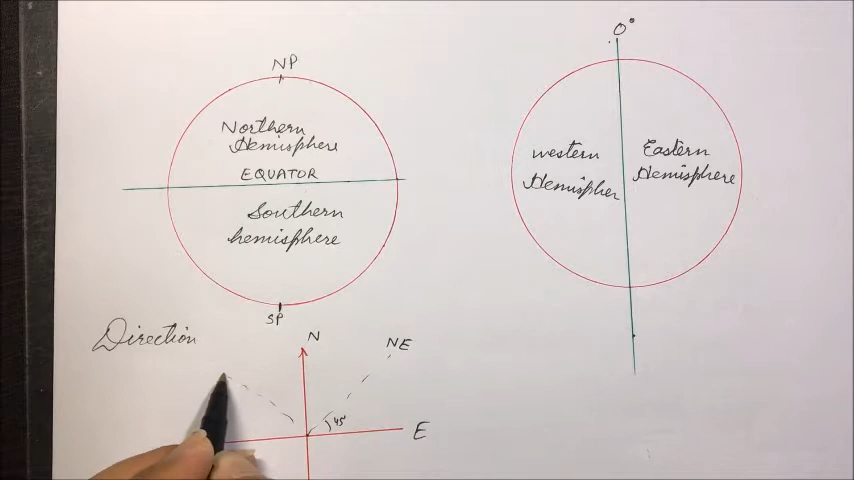 NP
Northern
Hemisphere
EQUATOR
Southern
hemisphere
SP
0°
western
Hemispher
Eastern
Hemisphere
Direction
N
NE
45°
E